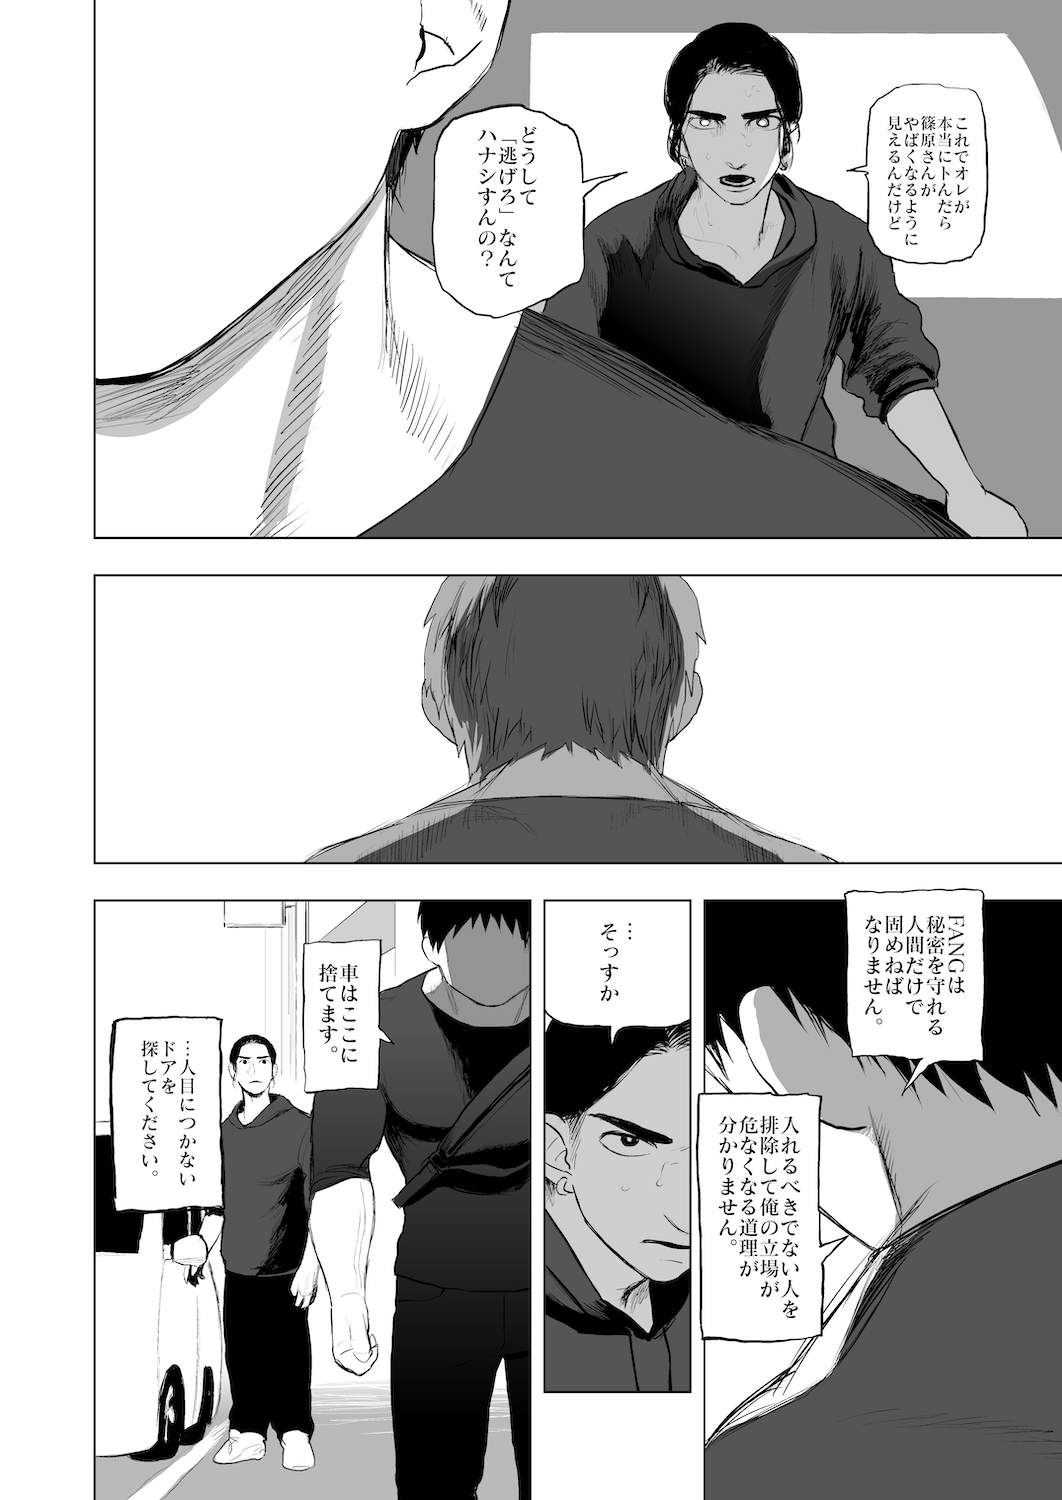 これでオレが
本当にトんだら
篠原さんが
やばくなるように
見えるんだけど
どうして
「逃げろ」なんて
ハナシすんの？
FANGは
秘密を守れる
人間だけで
固めねば
なりません。
入れるべきでない人を
排除して俺の立場が
危なくなる道理が
分かりません。
…
そっすか
車はここに
捨てます。
…人目につかない
ドアを
探してください。